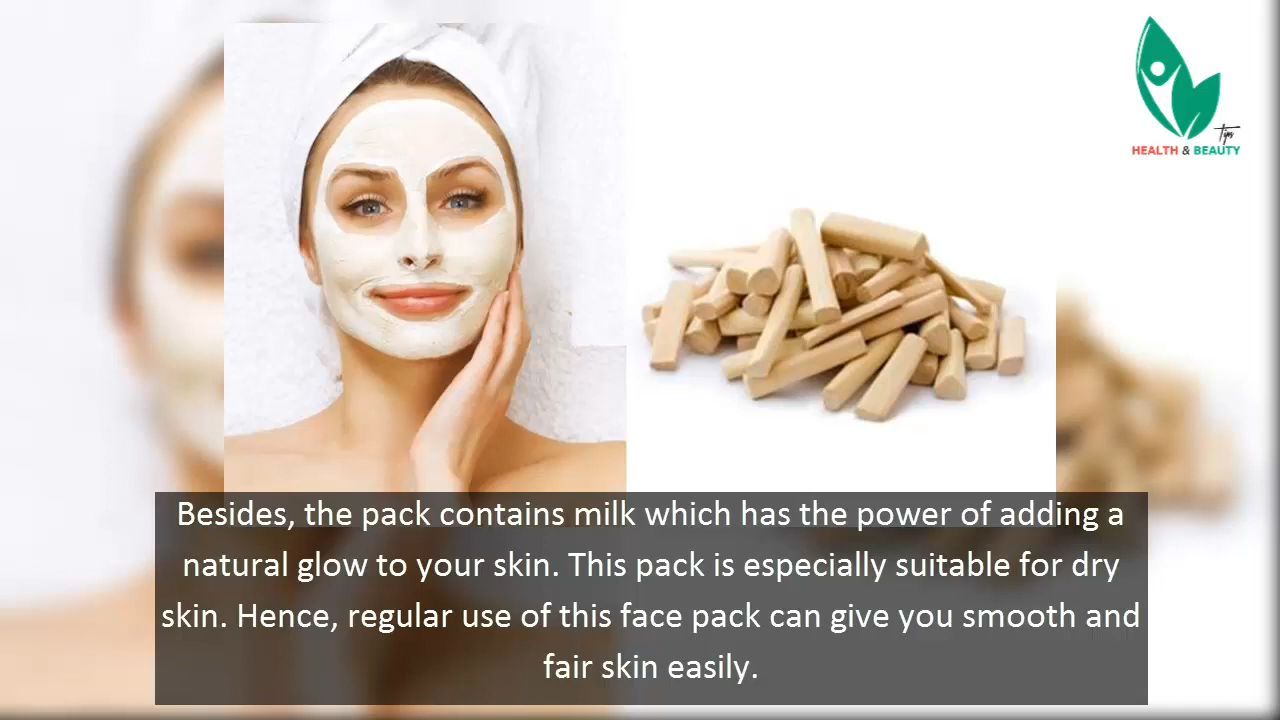 Tips
HEALTH & BEAUTY
Besides, the pack contains milk which has the power of adding a
natural glow to your skin. This pack is especially suitable for dry
skin. Hence, regular use of this face pack can give you smooth and
fair skin easily.